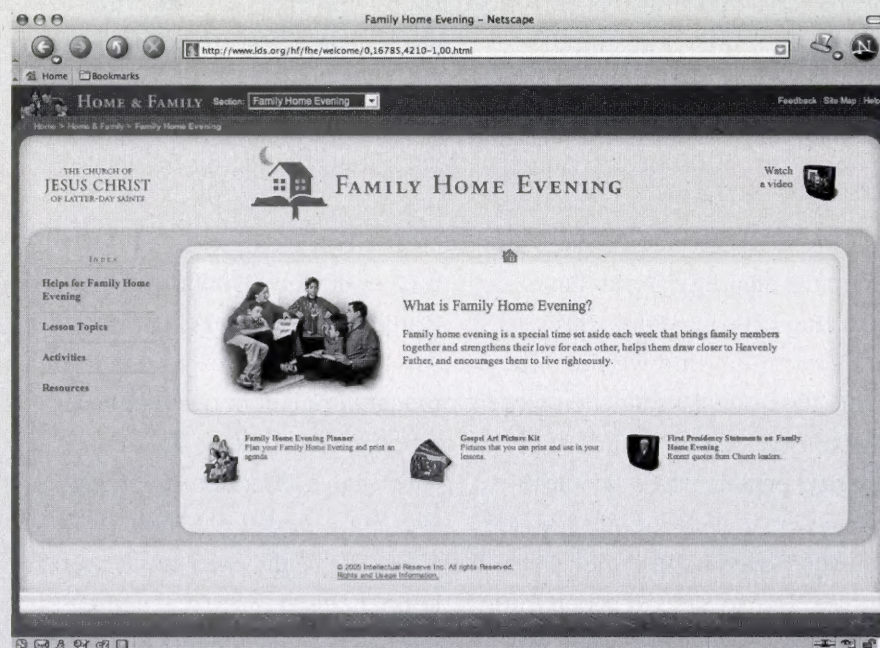 Family Home Evening – Netscape
http://www.lds.org/hf/fhe/welcome/0,16785,4210-1,00.html
Home Bookmarks
HOME & FAMILY Section: Family Home Evening
Feedback Site Map Help
Home > Home & Family > Family Home Evening
THE CHURCH OF
JESUS CHRIST
OF LATTER-DAY SAINTS
FAMILY HOME EVENING
Watch
a video
INDEX
Helps for Family Home
Evening
Lesson Topics
Activities
Resources
What is Family Home Evening?
Family home evening is a special time set aside each week that brings family members
together and strengthens their love for each other, helps them draw closer to Heavenly
Father, and encourages them to live righteously.
Family Home Evening Planner
Plan your Family Home Evening and print an
agenda
Gospel Art Picture Kit
Pictures that you can print and use in your
lessons.
First Presidency Statements on Family
Home Evening
Recent quotes from Church leaders.
© 2005 Intellectual Reserve Inc. All rights Reserved.
Rights and Usage Information.